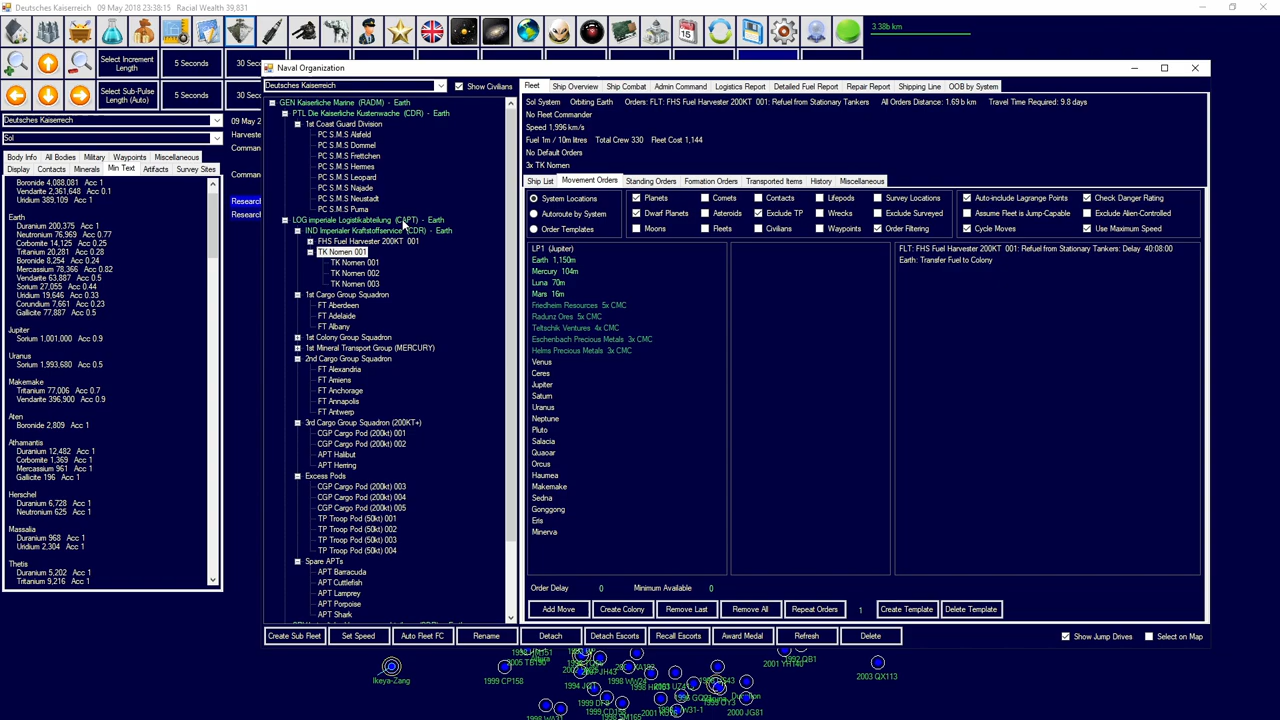 Deutsches Kaiserreich   09 May 2018 23:38:15   Racial Wealth 39,831
3.38b km
Select Increment Length
5 Seconds
30 Sec
Select Sub-Pulse Length (Auto)
5 Seconds
30 Sec
Deutsches Kaiserreich
Sol
Body Info   All Bodies   Military   Waypoints   Miscellaneous
Display   Contacts   Minerals   Min Text   Artifacts   Survey Sites
Boronide 4,088,081   Acc 1
Vendarite 2,361,648   Acc 0.1
Uridium 389,109   Acc 1
Earth
Duranium 200,375   Acc 1
Neutronium 76,969   Acc 0.77
Corbomite 14,125   Acc 0.25
Tritanium 20,281   Acc 0.28
Boronide 8,254   Acc 0.24
Mercassium 78,366   Acc 0.82
Vendarite 63,887   Acc 0.5
Sorium 27,055   Acc 0.44
Uridium 19,646   Acc 0.33
Corundium 7,661   Acc 0.23
Gallicite 77,887   Acc 0.5
Jupiter
Sorium 1,001,000   Acc 0.9
Uranus
Sorium 1,993,680   Acc 0.5
Makemake
Tritanium 77,006   Acc 0.7
Vendarite 396,900   Acc 0.9
Aten
Boronide 2,809   Acc 1
Athamantis
Duranium 12,482   Acc 1
Corbomite 1,369   Acc 1
Mercassium 961   Acc 1
Gallicite 196   Acc 1
Herschel
Duranium 6,728   Acc 1
Neutronium 625   Acc 1
Massalia
Duranium 968   Acc 1
Uridium 2,304   Acc 1
Thetis
Duranium 5,202   Acc 1
Tritanium 9,216   Acc 1
09 May 2
Harveste
Comman
Comman
Research
Research
Naval Organization
Deutsches Kaiserreich
Show Civilians
GEN Kaiserliche Marine (RADM) - Earth
PTL Die Kaiserliche Kustenwache (CDR) - Earth
1st Coast Guard Division
PC S.M.S Alsfeld
PC S.M.S Dommel
PC S.M.S Frettchen
PC S.M.S Hermes
PC S.M.S Leopard
PC S.M.S Najade
PC S.M.S Neustadt
PC S.M.S Puma
LOG imperiale Logistikabteilung (CAPT) - Earth
IND Imperialer Kraftstoffservice (CDR) - Earth
FHS Fuel Harvester 200KT 001
TK Nomen 001
TK Nomen 001
TK Nomen 002
TK Nomen 003
1st Cargo Group Squadron
FT Aberdeen
FT Adelaide
FT Albany
1st Colony Group Squadron
1st Mineral Transport Group (MERCURY)
2nd Cargo Group Squadron
FT Alexandria
FT Amiens
FT Anchorage
FT Annapolis
FT Antwerp
3rd Cargo Group Squadron (200KT+)
CGP Cargo Pod (200kt) 001
CGP Cargo Pod (200kt) 002
APT Halibut
APT Herring
Excess Pods
CGP Cargo Pod (200kt) 003
CGP Cargo Pod (200kt) 004
CGP Cargo Pod (200kt) 005
TP Troop Pod (50kt) 001
TP Troop Pod (50kt) 002
TP Troop Pod (50kt) 003
TP Troop Pod (50kt) 004
Spare APTs
APT Barracuda
APT Cuttlefish
APT Lamprey
APT Porpoise
APT Shark
Fleet   Ship Overview   Ship Combat   Admin Command   Logistics Report   Detailed Fuel Report   Repair Report   Shipping Line   OOB by System
Sol System   Orbiting Earth   Orders: FLT: FHS Fuel Harvester 200KT 001: Refuel from Stationary Tankers   All Orders Distance: 1.69 b km   Travel Time Required: 9.8 days
No Fleet Commander
Speed 1,996 km/s
Fuel 1m / 10m litres   Total Crew 330   Fleet Cost 1,144
No Default Orders
3x TK Nomen
Ship List   Movement Orders   Standing Orders   Formation Orders   Transported Items   History   Miscellaneous
System Locations   Planets   Comets   Contacts   Lifepods   Survey Locations   Auto-include Lagrange Points   Check Danger Rating
Autoroute by System   Dwarf Planets   Asteroids   Exclude TP   Wrecks   Exclude Surveyed   Assume Fleet is Jump-Capable   Exclude Alien-Controlled
Order Templates   Moons   Fleets   Civilians   Waypoints   Order Filtering   Cycle Moves   Use Maximum Speed
LP1 (Jupiter)
Earth 1,150m
Mercury 104m
Luna 70m
Mars 16m
Friedheim Resources 5x CMC
Radunz Ores 5x CMC
Teltschik Ventures 4x CMC
Eschenbach Precious Metals 3x CMC
Helms Precious Metals 3x CMC
Venus
Ceres
Jupiter
Saturn
Uranus
Neptune
Pluto
Salacia
Quaoar
Orcus
Haumea
Makemake
Sedna
Gonggong
Eris
Minerva
FLT: FHS Fuel Harvester 200KT 001: Refuel from Stationary Tankers: Delay 40:08:00
Earth: Transfer Fuel to Colony
Order Delay   0   Minimum Available   0
Add Move   Create Colony   Remove Last   Remove All   Repeat Orders   1   Create Template   Delete Template
Create Sub Fleet   Set Speed   Auto Fleet FC   Rename   Detach   Detach Escorts   Recall Escorts   Award Medal   Refresh   Delete   Show Jump Drives   Select on Map
Ikeya-Zang
1999 CP158
2003 QX113
2000 JG81